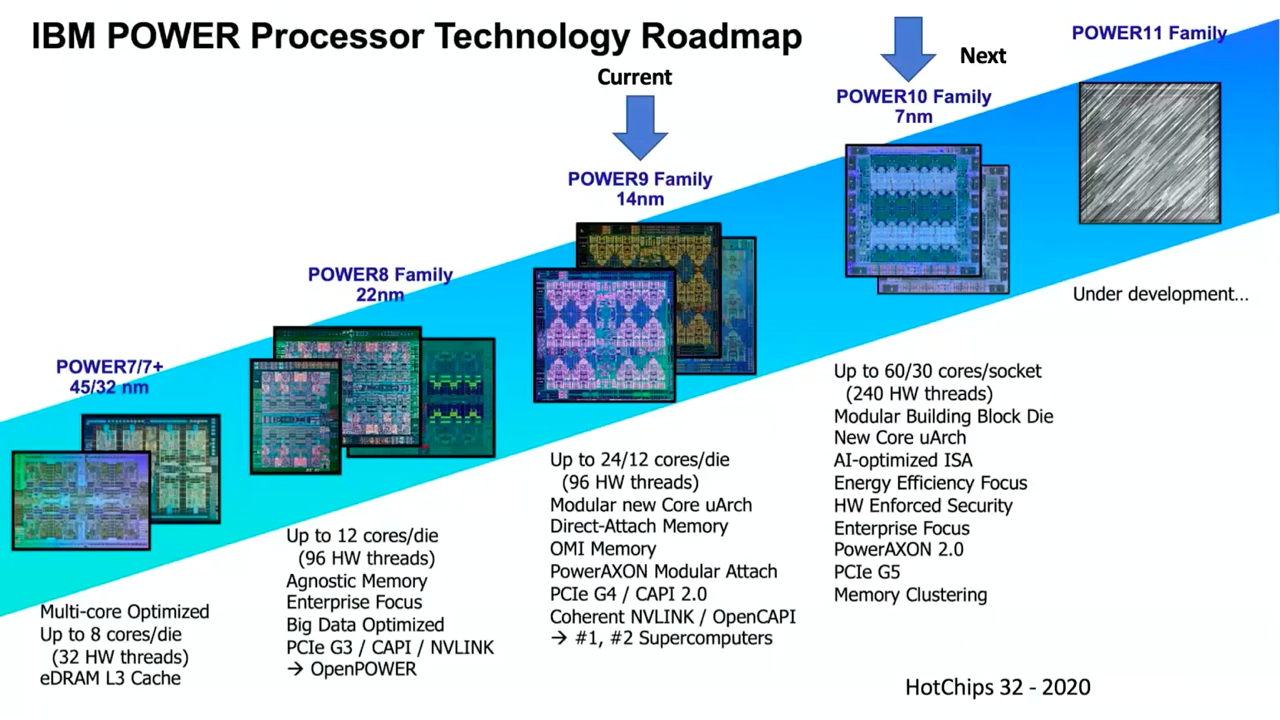 IBM POWER Processor Technology Roadmap
Current
Next
POWER7/7+
45/32 nm
Multi-core Optimized
Up to 8 cores/die
(32 HW threads)
eDRAM L3 Cache
POWER8 Family
22nm
Up to 12 cores/die
(96 HW threads)
Agnostic Memory
Enterprise Focus
Big Data Optimized
PCIe G3 / CAPI / NVLINK
→ OpenPOWER
POWER9 Family
14nm
Up to 24/12 cores/die
(96 HW threads)
Modular new Core uArch
Direct-Attach Memory
OMI Memory
PowerAXON Modular Attach
PCIe G4 / CAPI 2.0
Coherent NVLINK / OpenCAPI
→ #1, #2 Supercomputers
POWER10 Family
7nm
Up to 60/30 cores/socket
(240 HW threads)
Modular Building Block Die
New Core uArch
AI-optimized ISA
Energy Efficiency Focus
HW Enforced Security
Enterprise Focus
PowerAXON 2.0
PCIe G5
Memory Clustering
POWER11 Family
Under development...
HotChips 32 - 2020